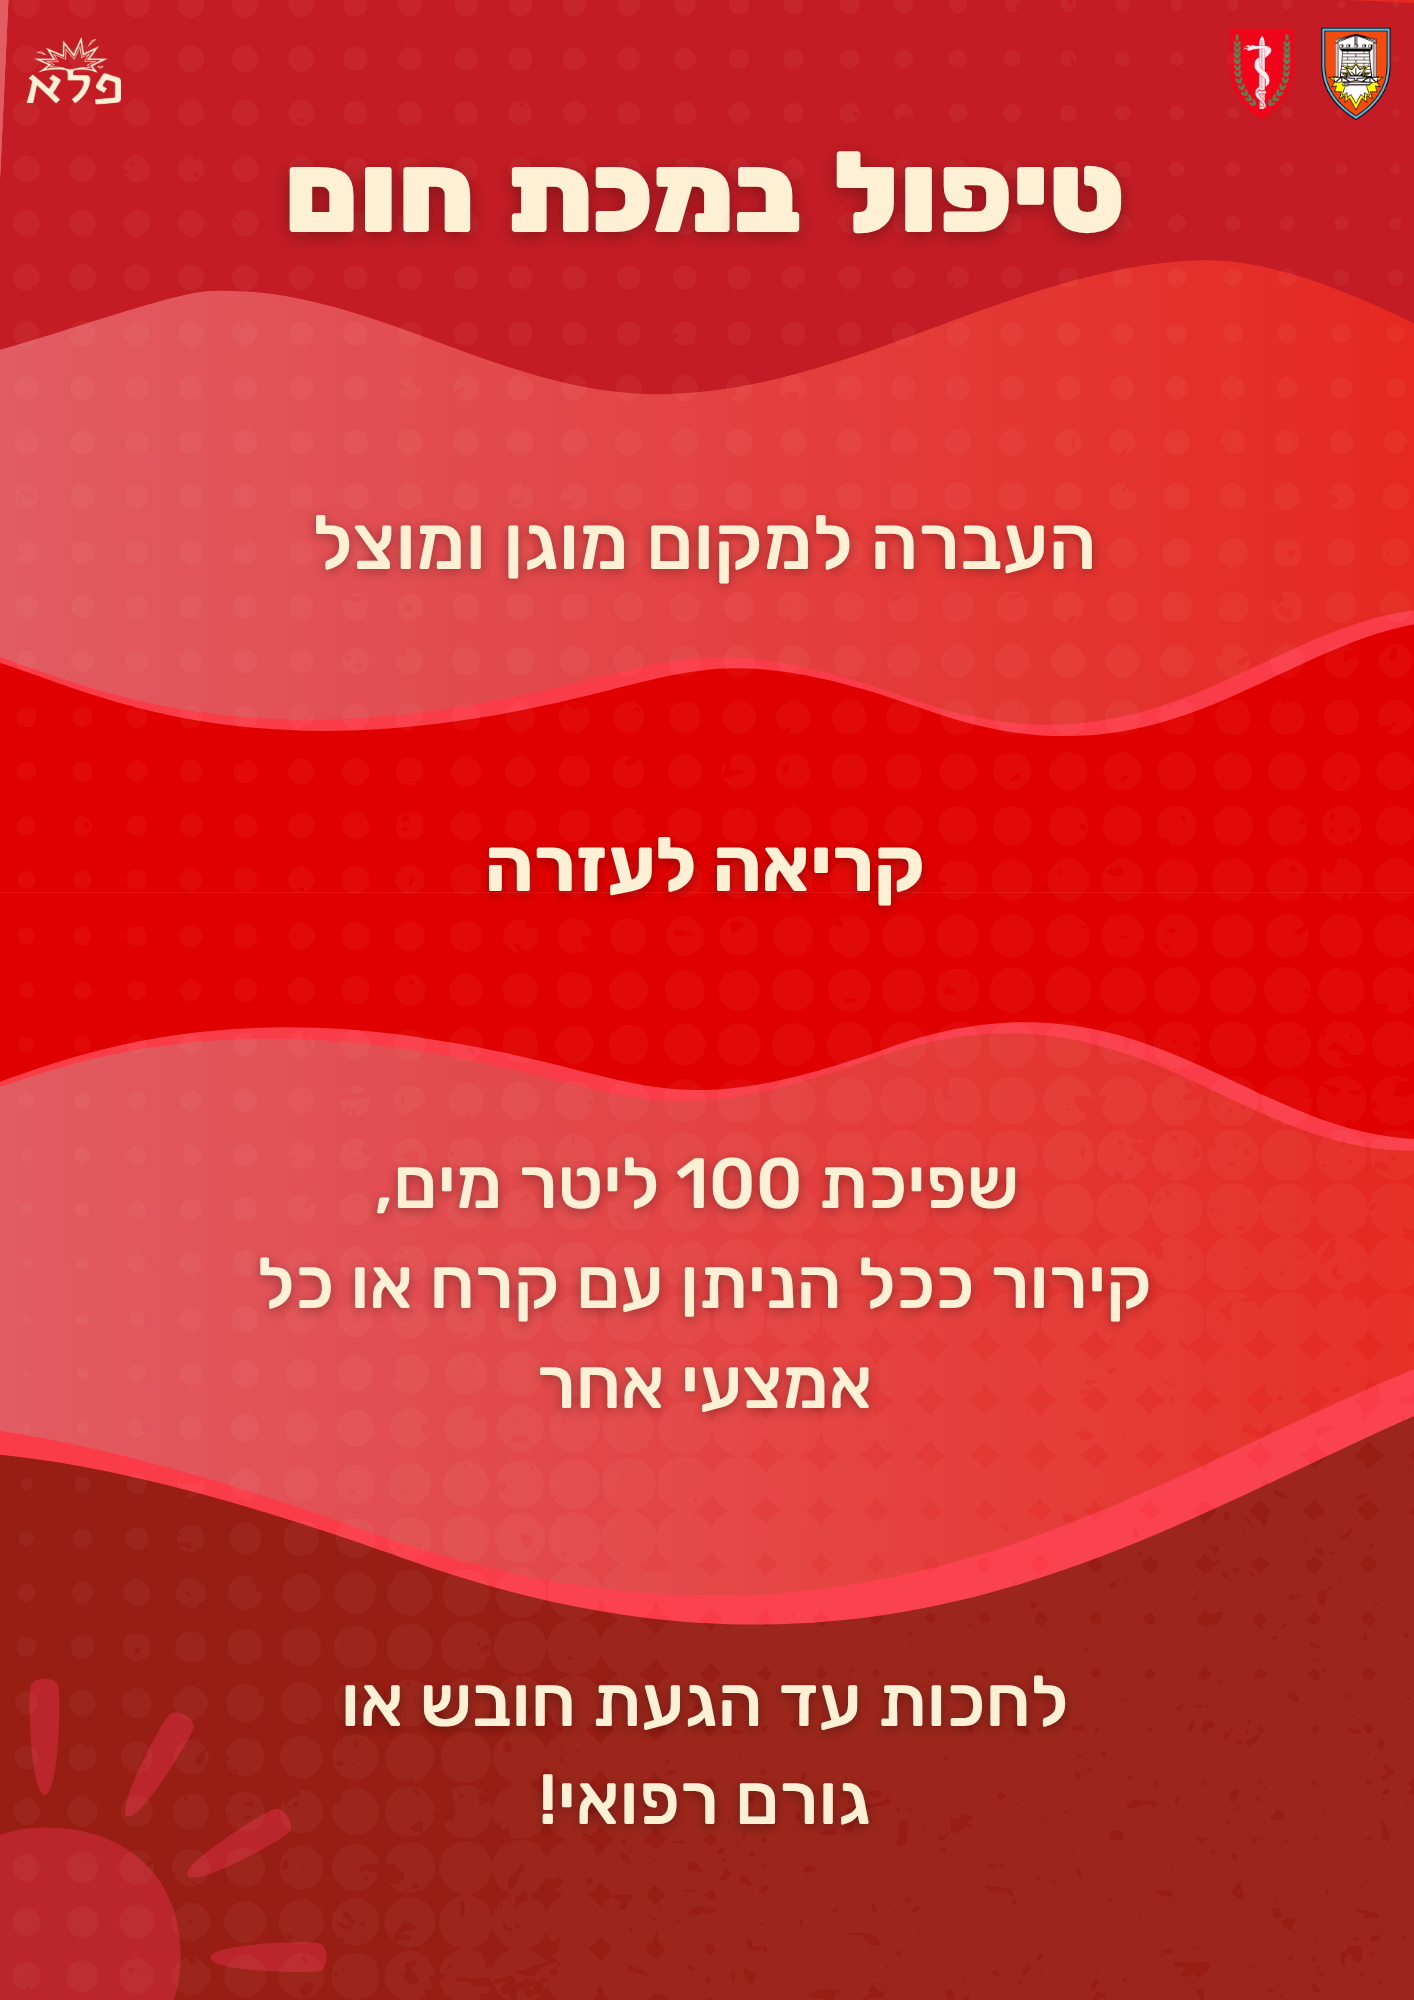 פלא
טיפול במכת חום
העברה למקום מוגן ומוצל
קריאה לעזרה
שפיכת 100 ליטר מים,
קירור ככל הניתן עם קרח או כל
אמצעי אחר
לחכות עד הגעת חובש או
גורם רפואי!